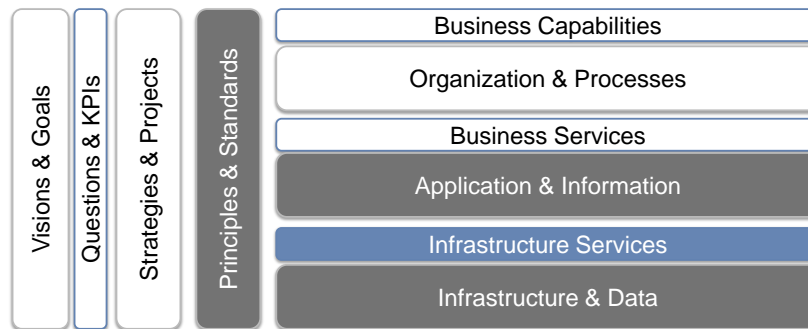 Visions & Goals
Questions & KPIs
Strategies & Projects
Principles & Standards
Business Capabilities
Organization & Processes
Business Services
Application & Information
Infrastructure Services
Infrastructure & Data